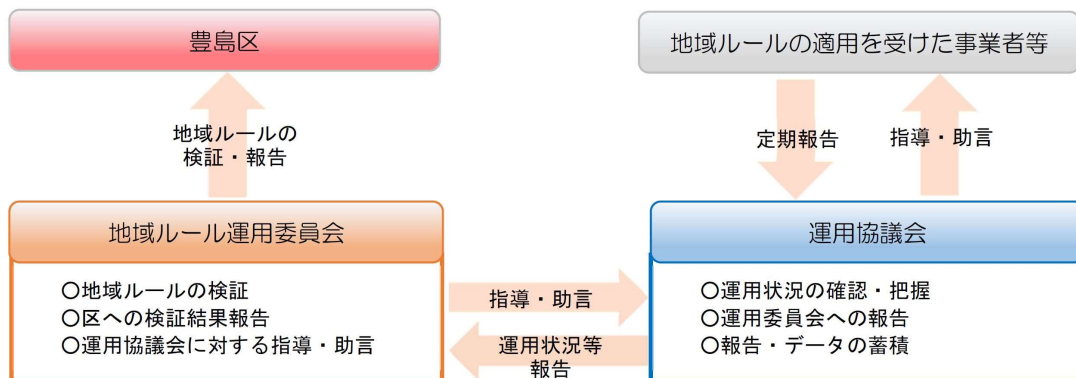 豊島区
地域ルールの適用を受けた事業者等
地域ルールの
検証・報告
定期報告
指導・助言
地域ルール運用委員会
〇地域ルールの検証
〇区への検証結果報告
〇運用協議会に対する指導・助言
指導・助言
運用状況等
報告
運用協議会
〇運用状況の確認・把握
〇運用委員会への報告
〇報告・データの蓄積